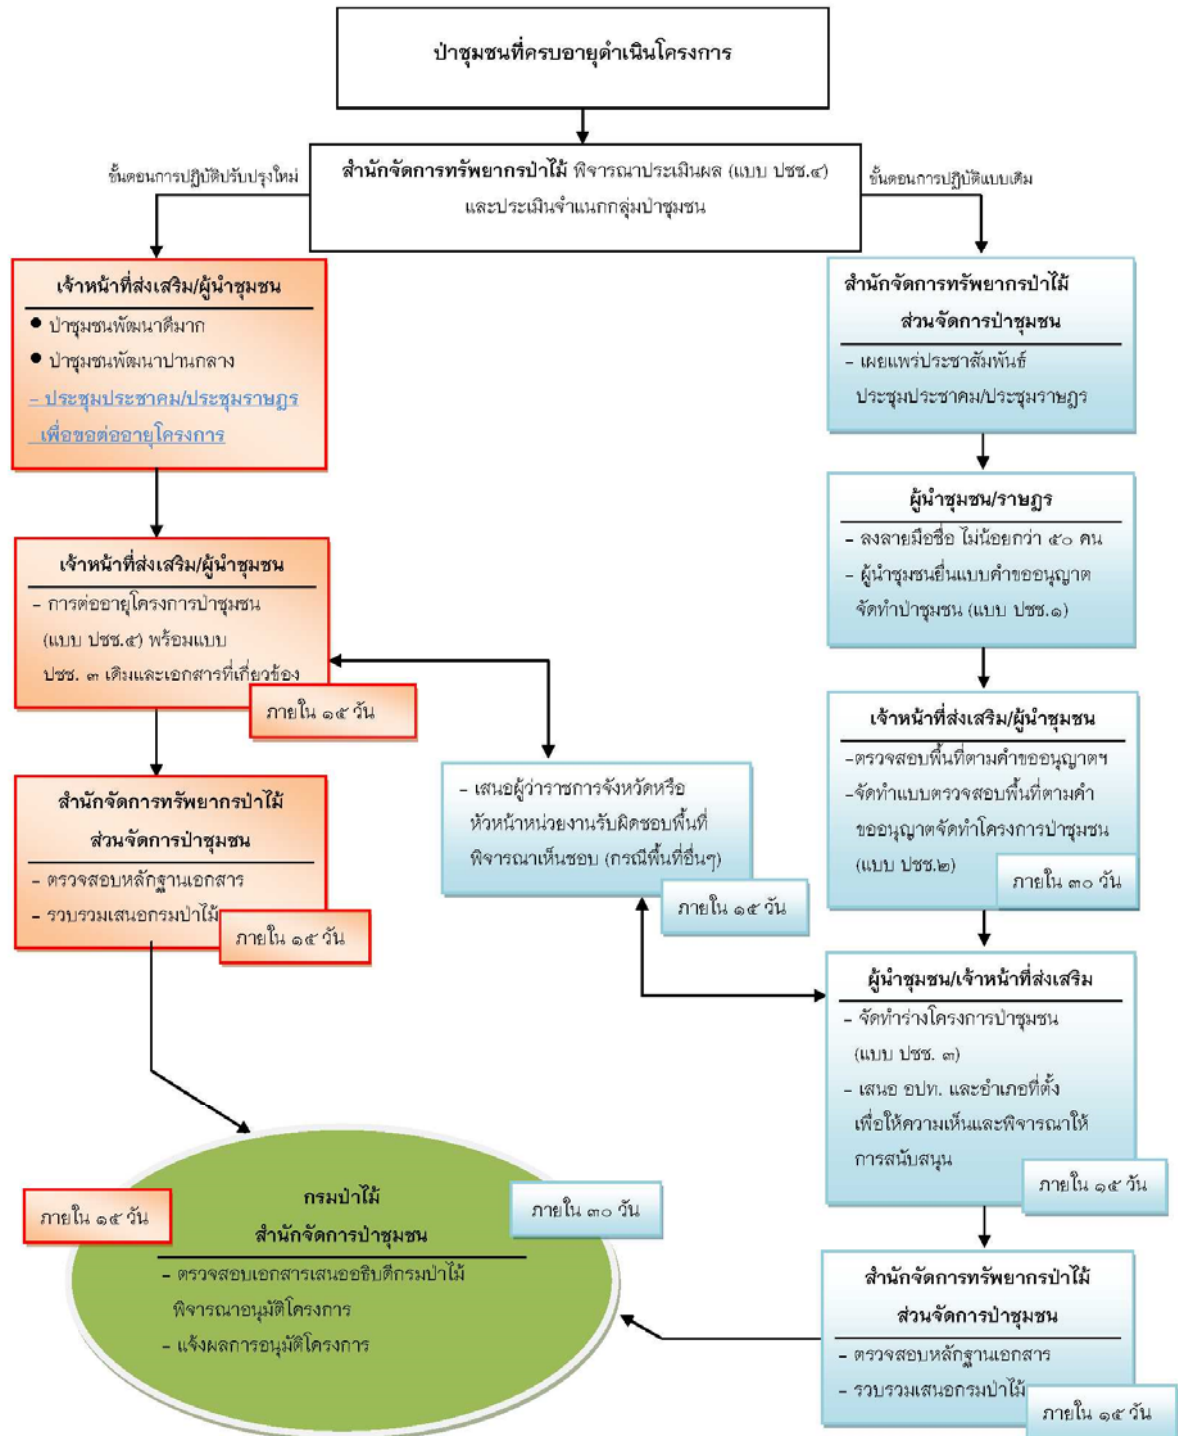 ป่าชุมชนที่ครบอายุดำเนินโครงการ
ขั้นตอนการปฏิบัติปรับปรุงใหม่
สำนักจัดการทรัพยากรป่าไม้ พิจารณาประเมินผล (แบบ ปชช.๔)
และประเมินจำแนกกลุ่มป่าชุมชน
ขั้นตอนการปฏิบัติแบบเดิม
เจ้าหน้าที่ส่งเสริม/ผู้นำชุมชน
● ป่าชุมชนพัฒนาดีมาก
● ป่าชุมชนพัฒนาปานกลาง
– ประชุมประชาคม/ประชุมราษฎร
เพื่อขอต่ออายุโครงการ
เจ้าหน้าที่ส่งเสริม/ผู้นำชุมชน
– การต่ออายุโครงการป่าชุมชน
(แบบ ปชช.๕) พร้อมแบบ
ปชช. ๓ เดิมและเอกสารที่เกี่ยวข้อง
ภายใน ๑๕ วัน
สำนักจัดการทรัพยากรป่าไม้
ส่วนจัดการป่าชุมชน
– ตรวจสอบหลักฐานเอกสาร
– รวบรวมเสนอกรมป่าไม้
ภายใน ๑๕ วัน
– เสนอผู้ว่าราชการจังหวัดหรือ
หัวหน้าหน่วยงานรับผิดชอบพื้นที่
พิจารณาเห็นชอบ (กรณีพื้นที่อื่นๆ)
ภายใน ๑๕ วัน
สำนักจัดการทรัพยากรป่าไม้
ส่วนจัดการป่าชุมชน
– เผยแพร่ประชาสัมพันธ์
ประชุมประชาคม/ประชุมราษฎร
ผู้นำชุมชน/ราษฎร
– ลงลายมือชื่อ ไม่น้อยกว่า ๕๐ คน
– ผู้นำชุมชนยื่นแบบคำขออนุญาต
จัดทำป่าชุมชน (แบบ ปชช.๑)
เจ้าหน้าที่ส่งเสริม/ผู้นำชุมชน
–ตรวจสอบพื้นที่ตามคำขออนุญาตฯ
–จัดทำแบบตรวจสอบพื้นที่ตามคำ
ขออนุญาตจัดทำโครงการป่าชุมชน
(แบบ ปชช.๒)
ภายใน ๓๐ วัน
ผู้นำชุมชน/เจ้าหน้าที่ส่งเสริม
– จัดทำร่างโครงการป่าชุมชน
(แบบ ปชช. ๓)
– เสนอ อปท. และอำเภอที่ตั้ง
เพื่อให้ความเห็นและพิจารณาให้
การสนับสนุน
ภายใน ๑๕ วัน
สำนักจัดการทรัพยากรป่าไม้
ส่วนจัดการป่าชุมชน
– ตรวจสอบหลักฐานเอกสาร
– รวบรวมเสนอกรมป่าไม้
ภายใน ๑๕ วัน
ภายใน ๑๕ วัน
ภายใน ๓๐ วัน
กรมป่าไม้
สำนักจัดการป่าชุมชน
– ตรวจสอบเอกสารเสนออธิบดีกรมป่าไม้
พิจารณาอนุมัติโครงการ
– แจ้งผลการอนุมัติโครงการ